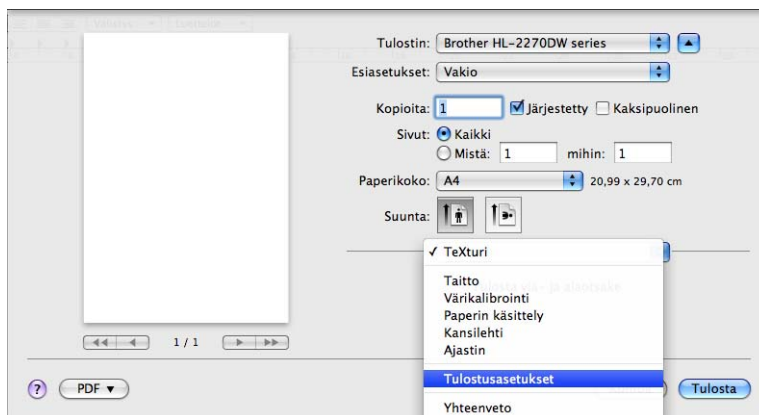 Tulostin: Brother HL-2270DW series
Esiasetukset: Vakio
Kopioita: 1 Järjestetty Kaksipuolinen
Sivut: Kaikki
Mistä: 1 mihin: 1
Paperikoko: A4 20,99 x 29,70 cm
Suunta:
✓ TeXturi
Taitto
Värikalibrointi
Paperin käsittely
Kansilehti
Ajastin
Tulostusasetukset
Yhteenveto
1 / 1
? PDF ▼ Tulosta